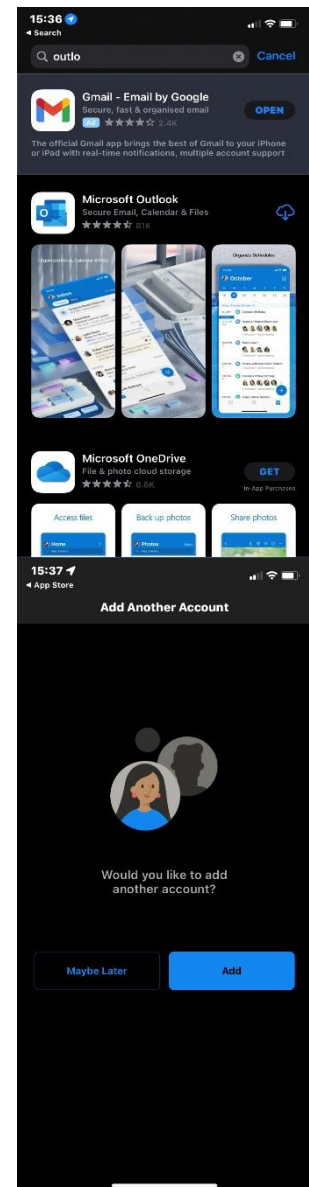 15:36
◀ Search
outlo
Cancel
Gmail - Email by Google
Secure, fast & organised email
Ad ★★★★☆ 2.4K
OPEN
The official Gmail app brings the best of Gmail to your iPhone
or iPad with real-time notifications, multiple account support
Microsoft Outlook
Secure Email, Calendar & Files
81K
Organize Schedules
Inbox
October
Microsoft OneDrive
File & photo cloud storage
8.6K
GET
In-App Purchases
Access files
Back up photos
Share photos
Home
Photos
15:37
◀ App Store
Add Another Account
Would you like to add
another account?
Maybe Later
Add